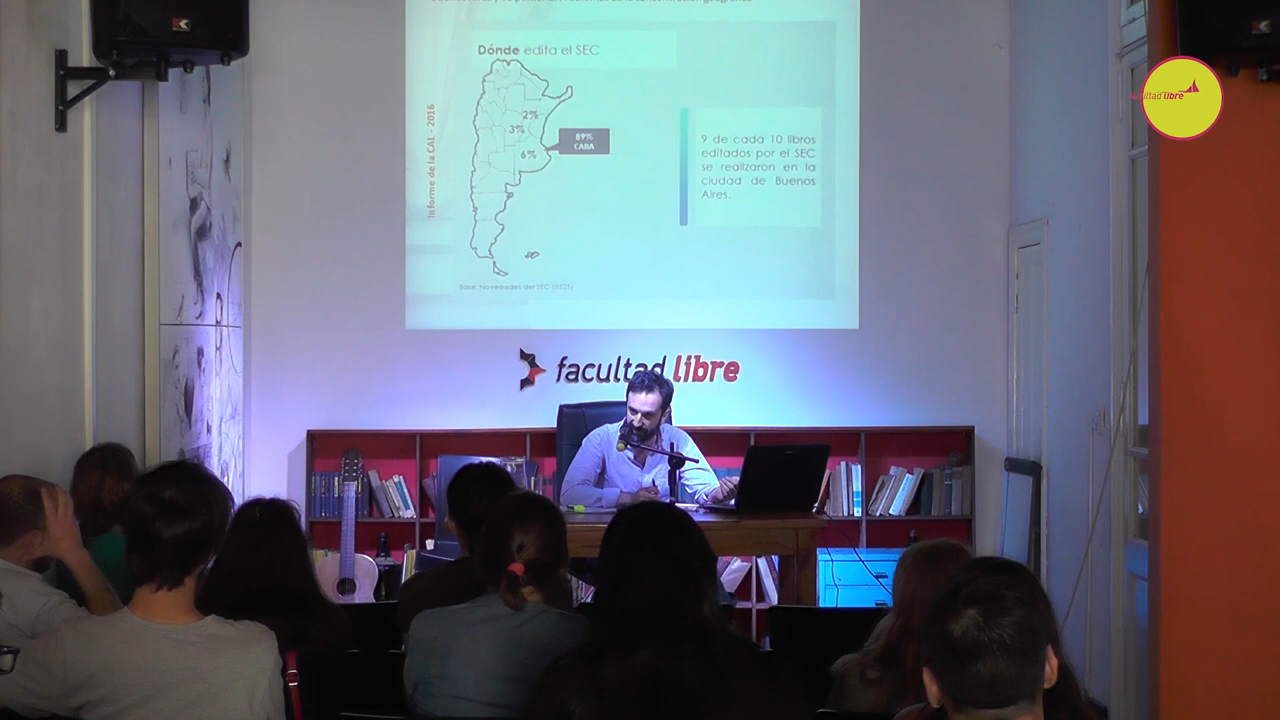 Dónde edita el SEC
2%
3%
6%
89%
CABA
9 de cada 10 libros
editados por el SEC
se realizaron en la
ciudad de Buenos
Aires.
Informe de la CAL - 2016
Base: Novedades del SEC (8525)
facultad libre
facultad libre